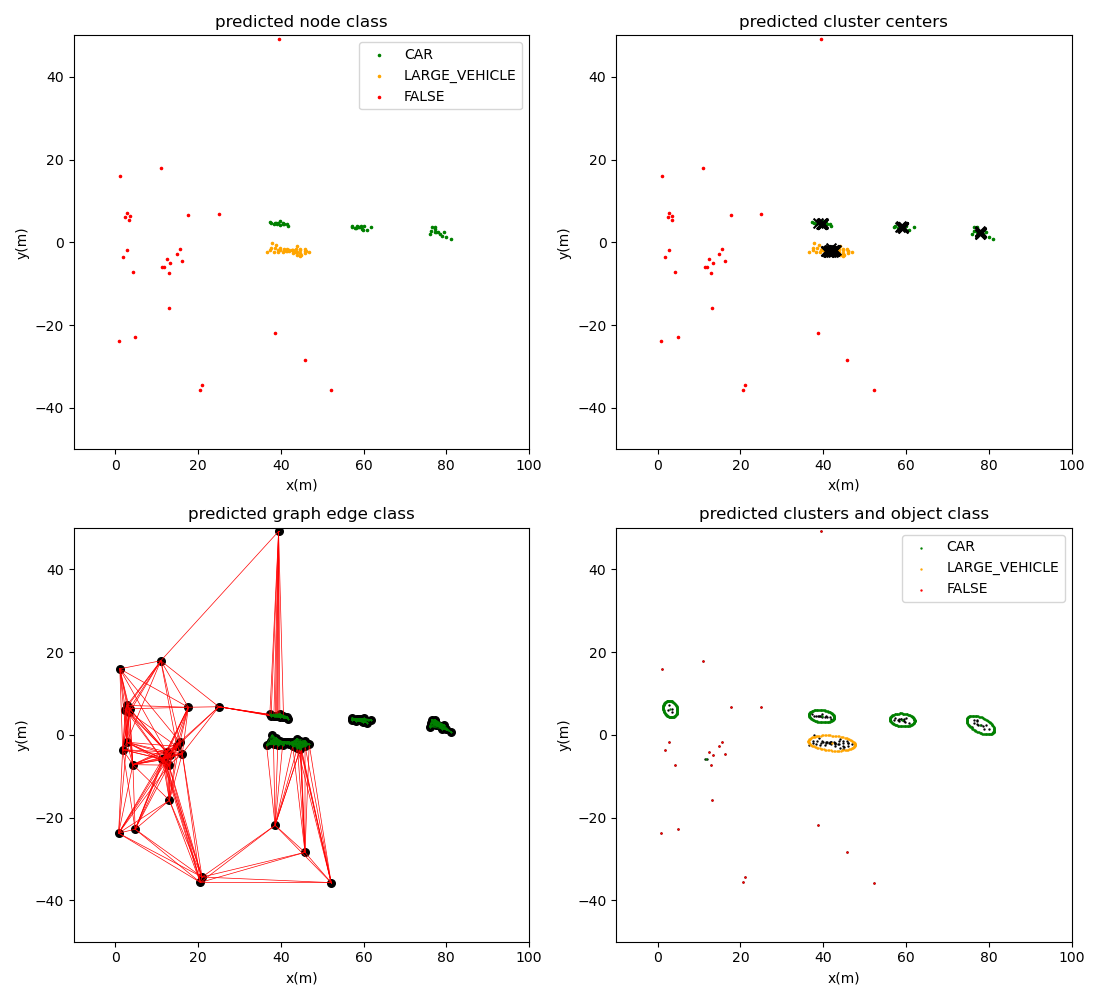 predicted node class
CAR
LARGE_VEHICLE
FALSE
40
20
0
−20
−40
y(m)
0 20 40 60 80 100
x(m)
predicted cluster centers
40
20
0
−20
−40
y(m)
0 20 40 60 80 100
x(m)
predicted graph edge class
40
20
0
−20
−40
y(m)
0 20 40 60 80 100
x(m)
predicted clusters and object class
CAR
LARGE_VEHICLE
FALSE
40
20
0
−20
−40
y(m)
0 20 40 60 80 100
x(m)